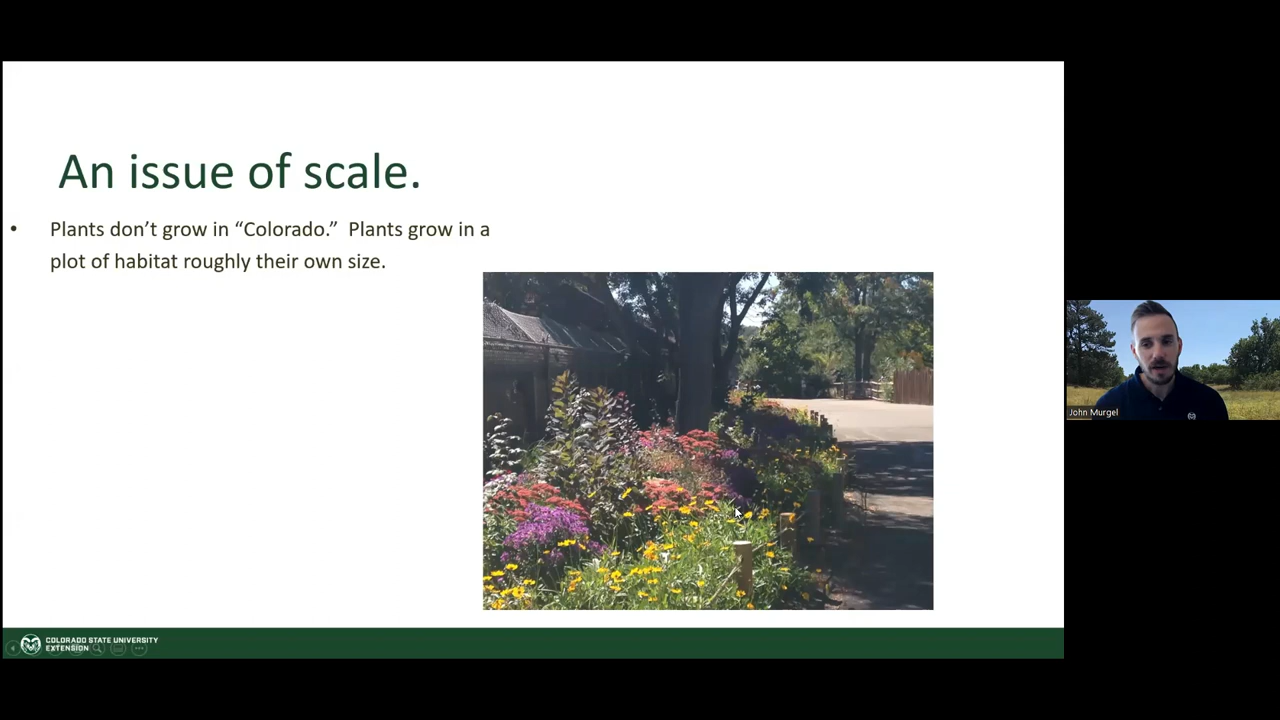 An issue of scale.
• Plants don’t grow in “Colorado.”  Plants grow in a
plot of habitat roughly their own size.
John Murgel
COLORADO STATE UNIVERSITY
EXTENSION